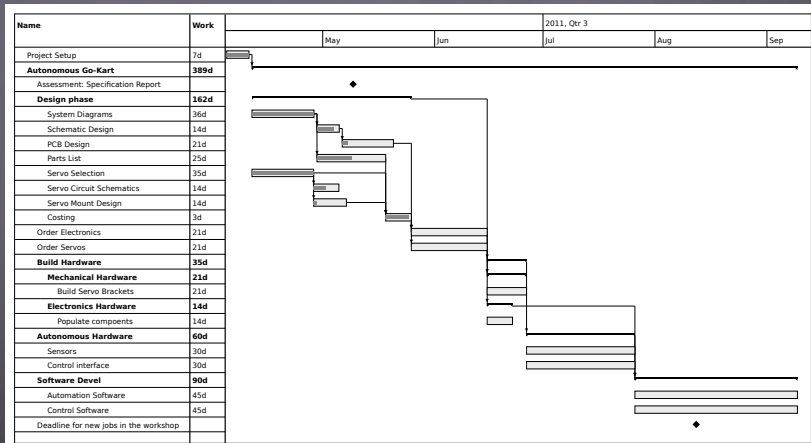 Name Work 2011, Qtr 3
May Jun Jul Aug Sep
Project Setup 7d
Autonomous Go-Kart 389d
Assessment: Specification Report
Design phase 162d
System Diagrams 36d
Schematic Design 14d
PCB Design 21d
Parts List 25d
Servo Selection 35d
Servo Circuit Schematics 14d
Servo Mount Design 14d
Costing 3d
Order Electronics 21d
Order Servos 21d
Build Hardware 35d
Mechanical Hardware 21d
Build Servo Brackets 21d
Electronics Hardware 14d
Populate compoents 14d
Autonomous Hardware 60d
Sensors 30d
Control interface 30d
Software Devel 90d
Automation Software 45d
Control Software 45d
Deadline for new jobs in the workshop